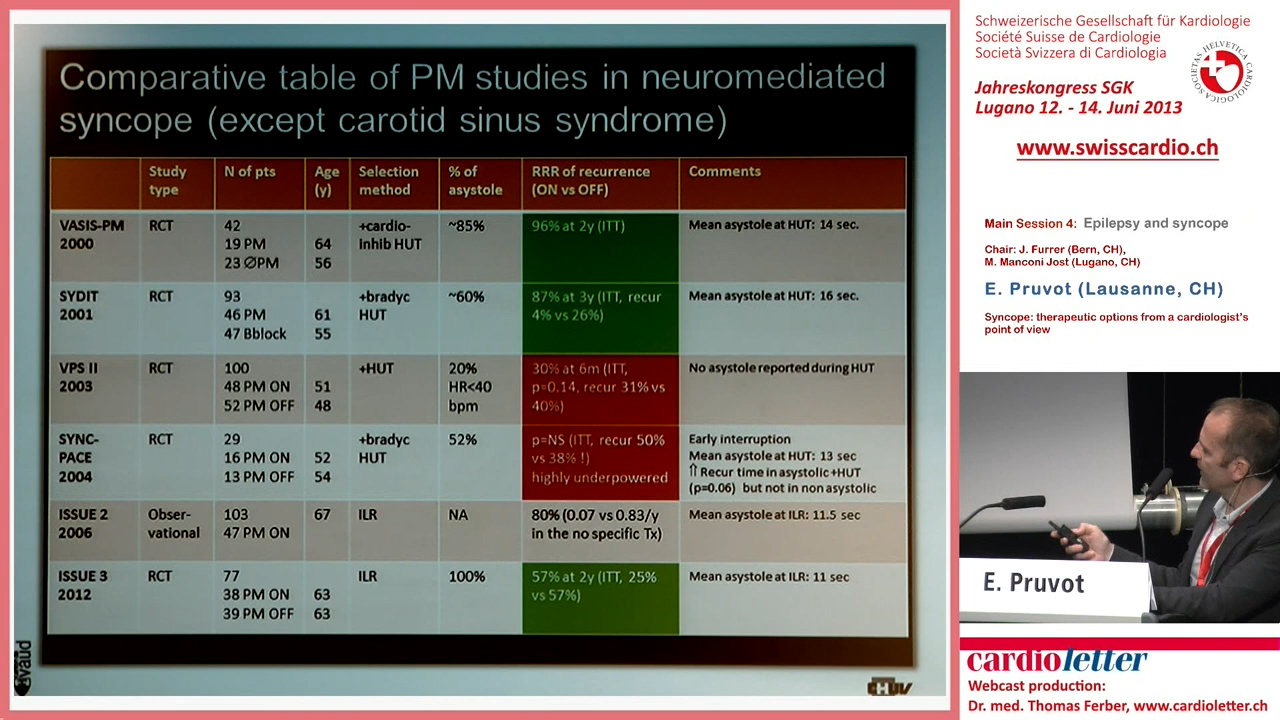 Comparative table of PM studies in neuromediated
syncope (except carotid sinus syndrome)
Study type | N of pts | Age (y) | Selection method | % of asystole | RRR of recurrence (ON vs OFF) | Comments
VASIS-PM 2000 | RCT | 42 19 PM 23 ∅PM | 64 56 | +cardio-inhib HUT | ~85% | 96% at 2y (ITT) | Mean asystole at HUT: 14 sec.
SYDIT 2001 | RCT | 93 46 PM 47 Bblock | 61 55 | +bradyc HUT | ~60% | 87% at 3y (ITT, recur 4% vs 26%) | Mean asystole at HUT: 16 sec.
VPS II 2003 | RCT | 100 48 PM ON 52 PM OFF | 51 48 | +HUT | 20% HR<40 bpm | 30% at 6m (ITT, p=0.14, recur 31% vs 40%) | No asystole reported during HUT
SYNC-PACE 2004 | RCT | 29 16 PM ON 13 PM OFF | 52 54 | +bradyc HUT | 52% | p=NS (ITT, recur 50% vs 38% !) highly underpowered | Early interruption Mean asystole at HUT: 13 sec ⇑ Recur time in asystolic +HUT (p=0.06) but not in non asystolic
ISSUE 2 2006 | Obser-vational | 103 47 PM ON | 67 | ILR | NA | 80% (0.07 vs 0.83/y in the no specific Tx) | Mean asystole at ILR: 11.5 sec
ISSUE 3 2012 | RCT | 77 38 PM ON 39 PM OFF | 63 63 | ILR | 100% | 57% at 2y (ITT, 25% vs 57%) | Mean asystole at ILR: 11 sec
vaud
CHUV
Schweizerische Gesellschaft für Kardiologie
Société Suisse de Cardiologie
Società Svizzera di Cardiologia
SOCIETAS HELVETICA CARDIOLOGICA
Jahreskongress SGK
Lugano 12. - 14. Juni 2013
www.swisscardio.ch
Main Session 4: Epilepsy and syncope
Chair: J. Furrer (Bern, CH),
M. Manconi Jost (Lugano, CH)
E. Pruvot (Lausanne, CH)
Syncope: therapeutic options from a cardiologist's
point of view
E. Pruvot
cardioletter
Webcast production:
Dr. med. Thomas Ferber, www.cardioletter.ch